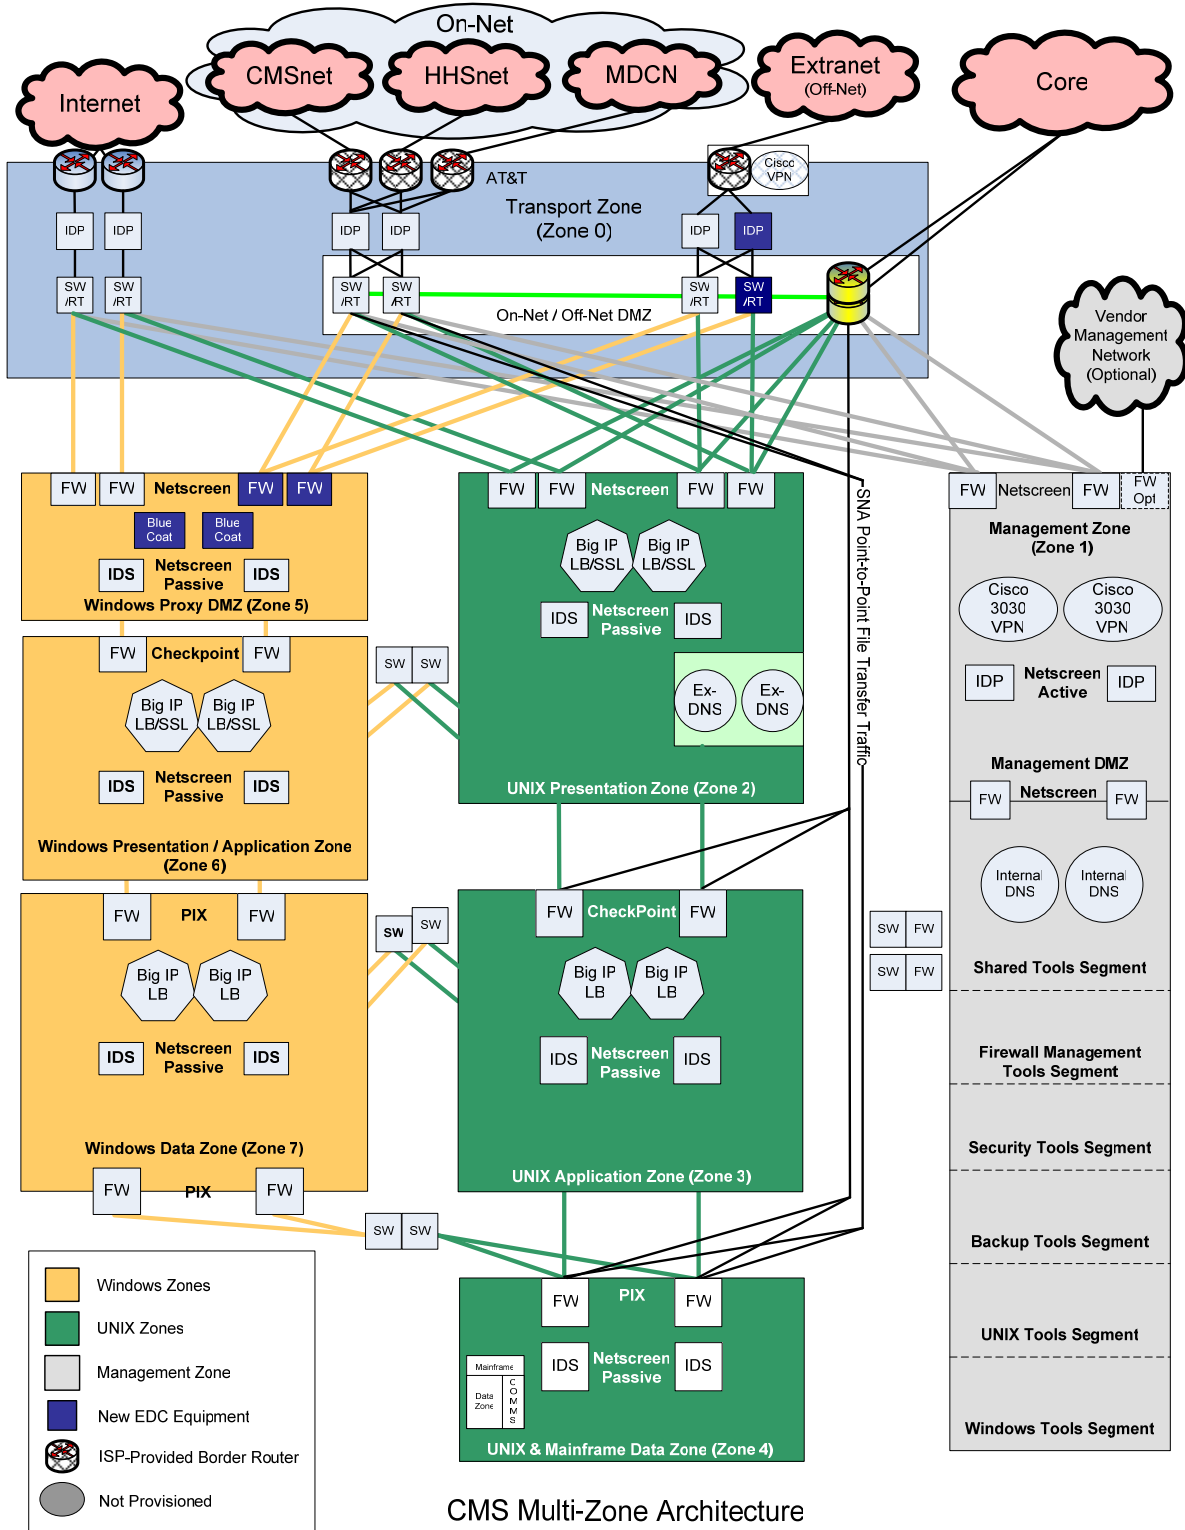 On-Net
CMSnet
HHSnet
MDCN
Extranet
(Off-Net)
Core
Internet
Cisco
VPN
AT&T
Transport Zone
(Zone 0)
IDP
IDP
IDP
IDP
IDP
IDP
SW
/RT
SW
/RT
SW
/RT
SW
/RT
SW
/RT
SW
/RT
On-Net / Off-Net DMZ
Vendor
Management
Network
(Optional)
FW
FW
Netscreen
FW
FW
Blue
Coat
Blue
Coat
IDS
Netscreen
Passive
IDS
Windows Proxy DMZ (Zone 5)
FW
FW
Netscreen
FW
FW
Big IP
LB/SSL
Big IP
LB/SSL
IDS
Netscreen
Passive
IDS
Ex-
DNS
Ex-
DNS
UNIX Presentation Zone (Zone 2)
SNA Point-to-Point File Transfer Traffic
FW
Netscreen
FW
FW
Opt
Management Zone
(Zone 1)
Cisco
3030
VPN
Cisco
3030
VPN
IDP
Netscreen
Active
IDP
Management DMZ
FW
Netscreen
FW
Internal
DNS
Internal
DNS
SW
FW
SW
FW
Shared Tools Segment
Firewall Management
Tools Segment
Security Tools Segment
Backup Tools Segment
UNIX Tools Segment
Windows Tools Segment
FW
Checkpoint
FW
SW
SW
Big IP
LB/SSL
Big IP
LB/SSL
IDS
Netscreen
Passive
IDS
Windows Presentation / Application Zone
(Zone 6)
FW
PIX
FW
SW
SW
Big IP
LB
Big IP
LB
IDS
Netscreen
Passive
IDS
Windows Data Zone (Zone 7)
FW
PIX
FW
SW
SW
FW
CheckPoint
FW
Big IP
LB
Big IP
LB
IDS
Netscreen
Passive
IDS
UNIX Application Zone (Zone 3)
FW
PIX
FW
IDS
Netscreen
Passive
IDS
Mainframe
Data
Zone
COMMS
UNIX & Mainframe Data Zone (Zone 4)
Windows Zones
UNIX Zones
Management Zone
New EDC Equipment
ISP-Provided Border Router
Not Provisioned
CMS Multi-Zone Architecture